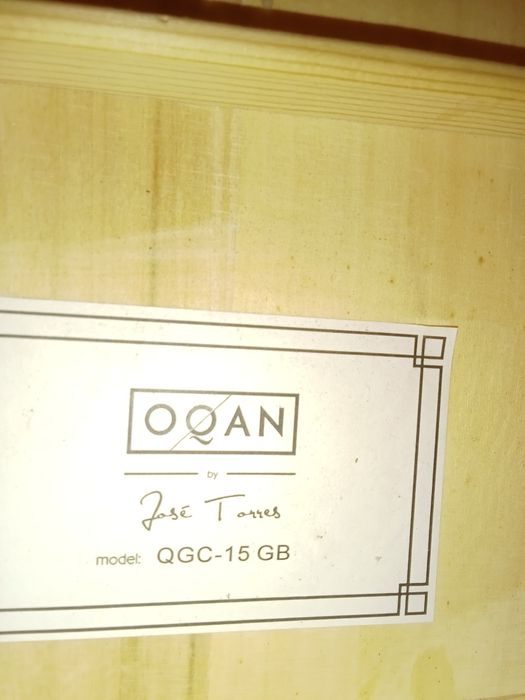 OQAN
by
José Torres
model: QGC-15 GB